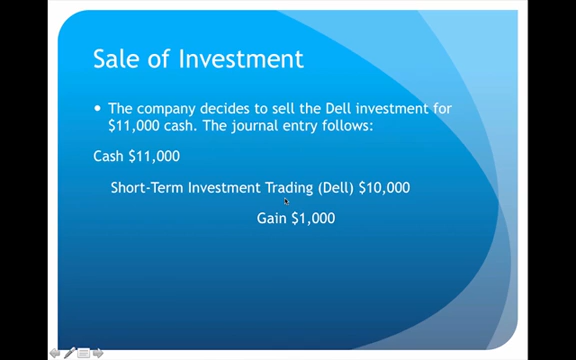 Sale of Investment
• The company decides to sell the Dell investment for
$11,000 cash. The journal entry follows:
Cash $11,000
Short-Term Investment Trading (Dell) $10,000
Gain $1,000